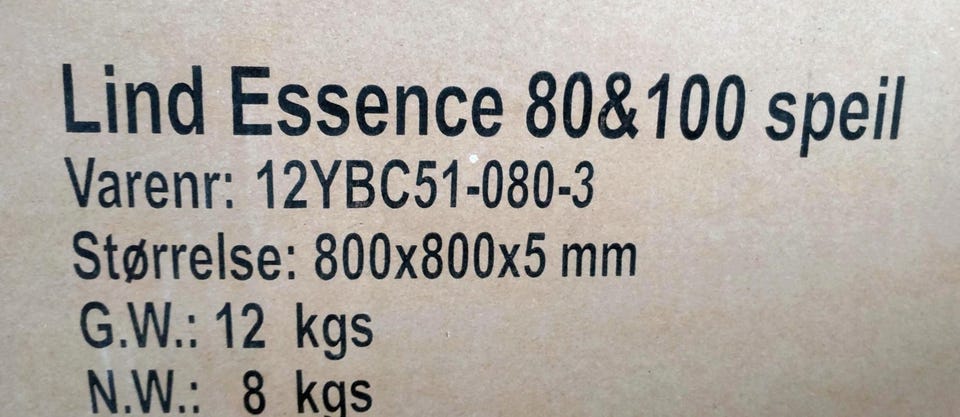 Lind Essence 80&100 speil
Varenr: 12YBC51-080-3
Størrelse: 800x800x5 mm
G.W.: 12 kgs
N.W.: 8 kgs